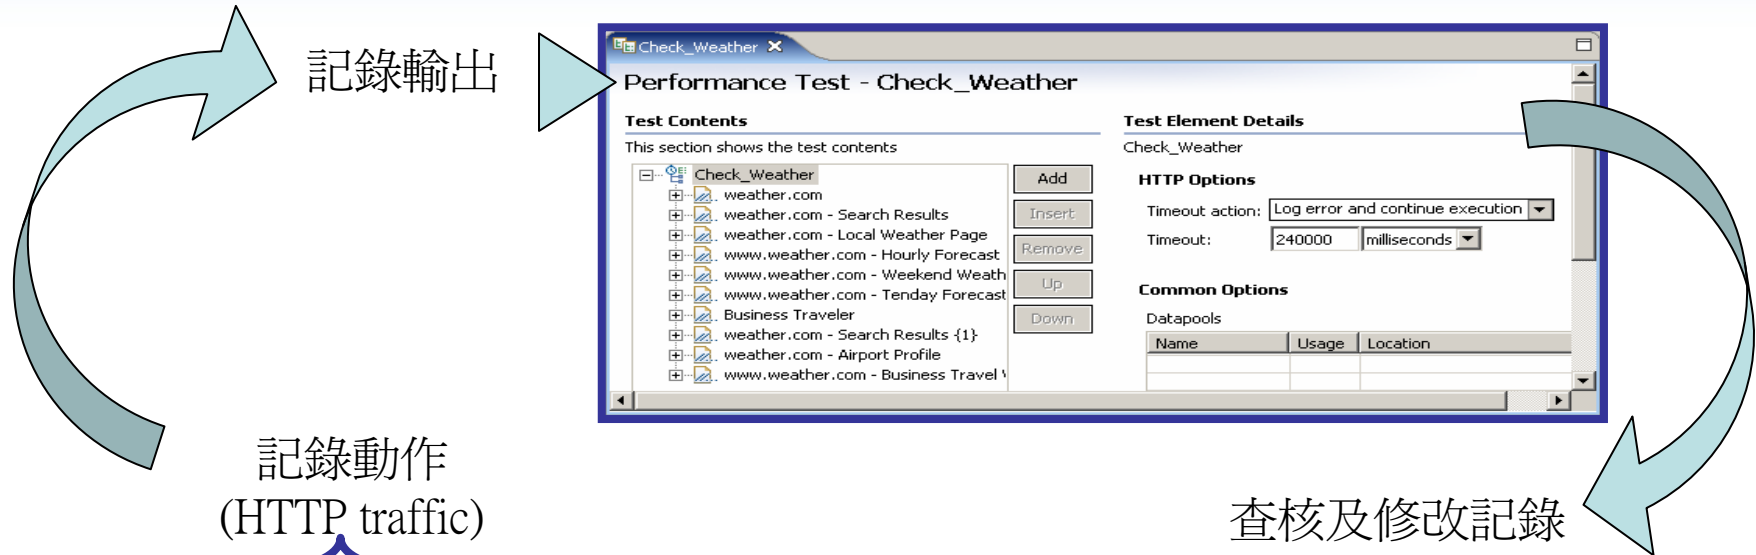 記錄輸出
Check_Weather
Performance Test - Check_Weather
Test Contents
This section shows the test contents
Check_Weather
weather.com
weather.com - Search Results
weather.com - Local Weather Page
www.weather.com - Hourly Forecast
www.weather.com - Weekend Weath
www.weather.com - Tenday Forecast
Business Traveler
weather.com - Search Results {1}
weather.com - Airport Profile
www.weather.com - Business Travel
Add
Insert
Remove
Up
Down
Test Element Details
Check_Weather
HTTP Options
Timeout action: Log error and continue execution
Timeout: 240000 milliseconds
Common Options
Datapools
Name Usage Location
記錄動作
(HTTP traffic)
查核及修改記錄